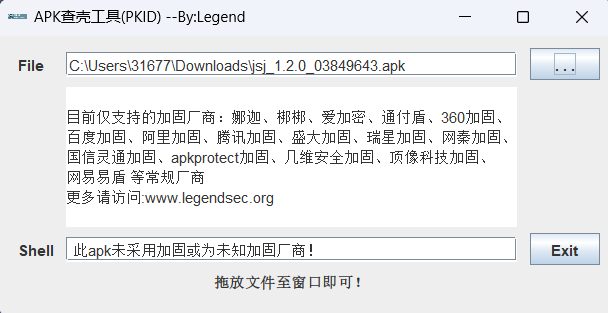 APK查壳工具(PKID) --By:Legend
File
C:\Users\31677\Downloads\jsj_1.2.0_03849643.apk
...
目前仅支持的加固厂商：娜迦、梆梆、爱加密、通付盾、360加固、
百度加固、阿里加固、腾讯加固、盛大加固、瑞星加固、网秦加固、
国信灵通加固、apkprotect加固、几维安全加固、顶像科技加固、
网易易盾 等常规厂商
更多请访问:www.legendsec.org
Shell
此apk未采用加固或为未知加固厂商！
Exit
拖放文件至窗口即可！